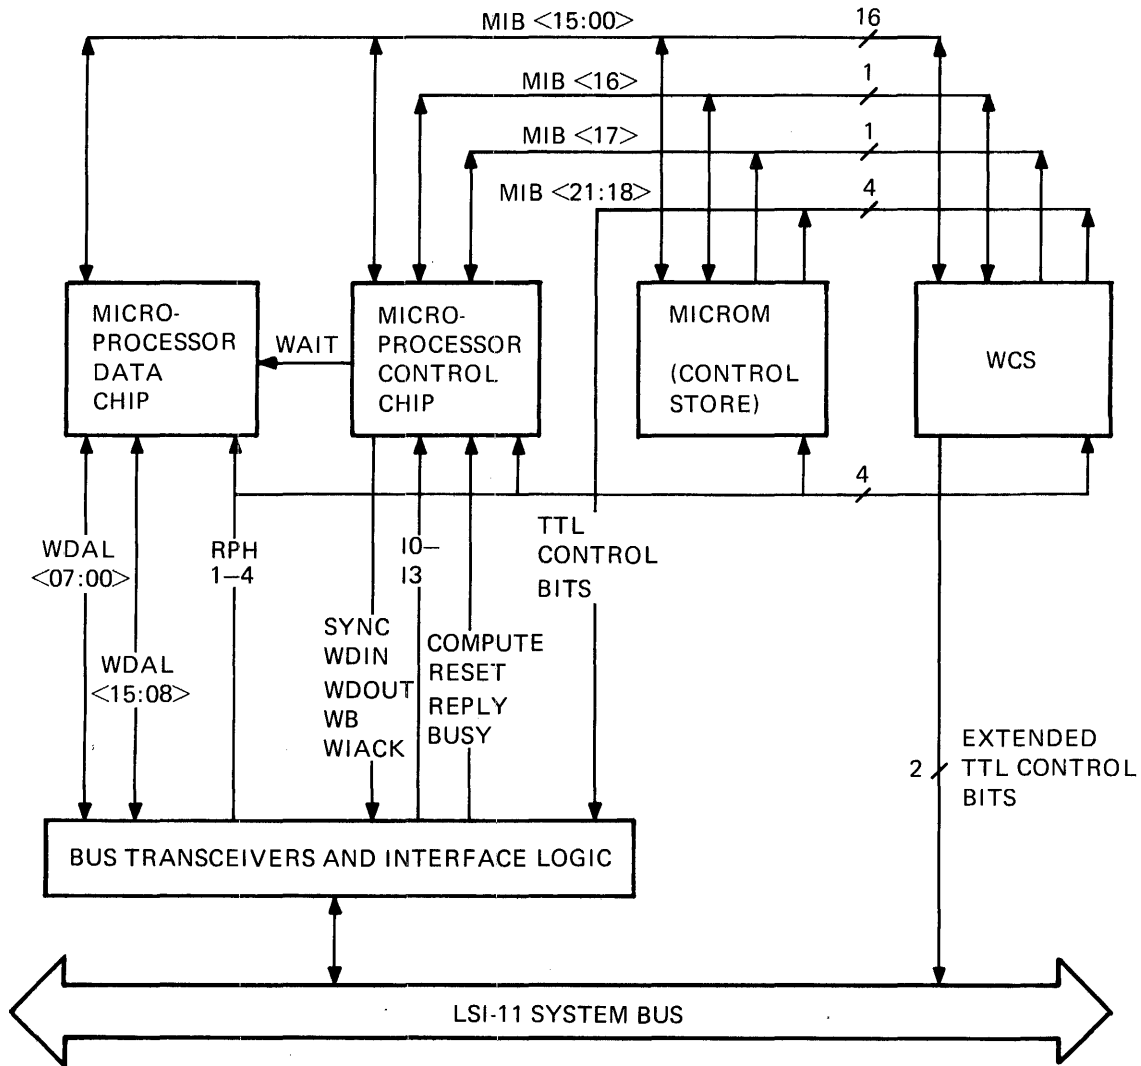 MIB <15:00>
16
MIB <16>
1
MIB <17>
1
MIB <21:18>
4
MICRO-
PROCESSOR
DATA
CHIP
WAIT
MICRO-
PROCESSOR
CONTROL
CHIP
MICROM
(CONTROL
STORE)
WCS
4
WDAL
<07:00>
WDAL
<15:08>
RPH
1–4
SYNC
WDIN
WDOUT
WB
WIACK
I0–
I3
COMPUTE
RESET
REPLY
BUSY
TTL
CONTROL
BITS
2
EXTENDED
TTL CONTROL
BITS
BUS TRANSCEIVERS AND INTERFACE LOGIC
LSI-11 SYSTEM BUS